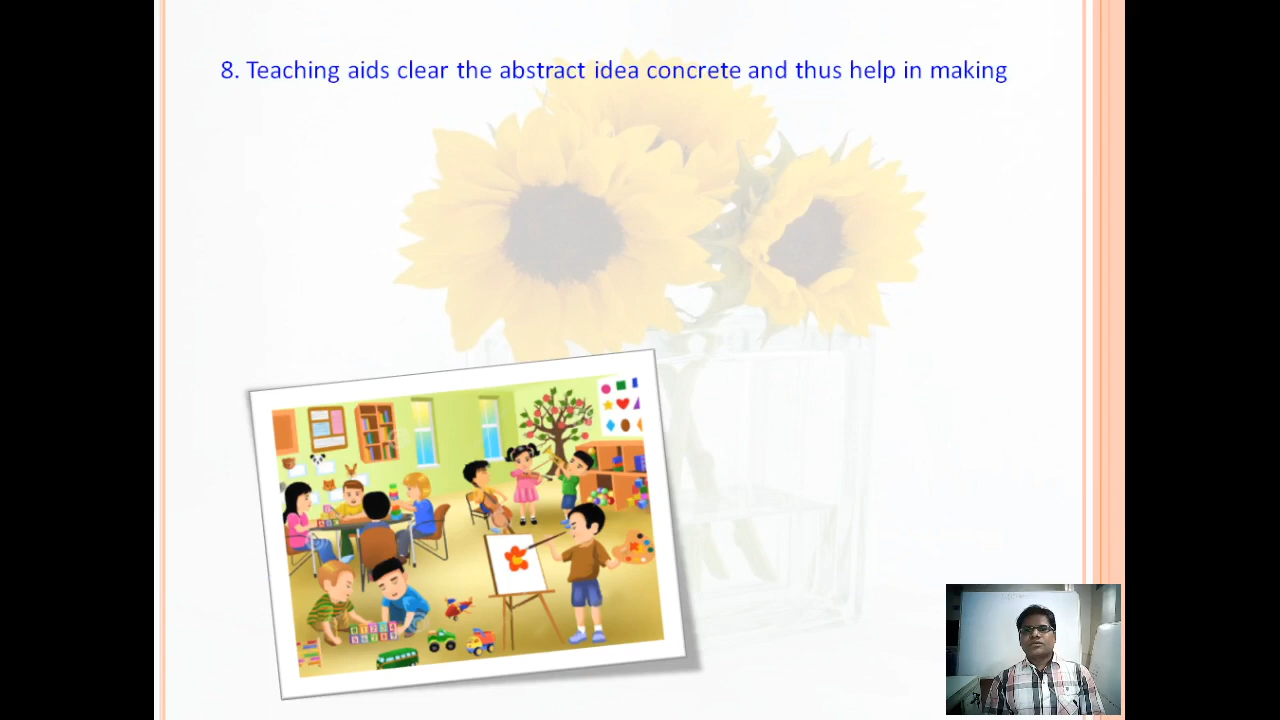 8. Teaching aids clear the abstract idea concrete and thus help in making